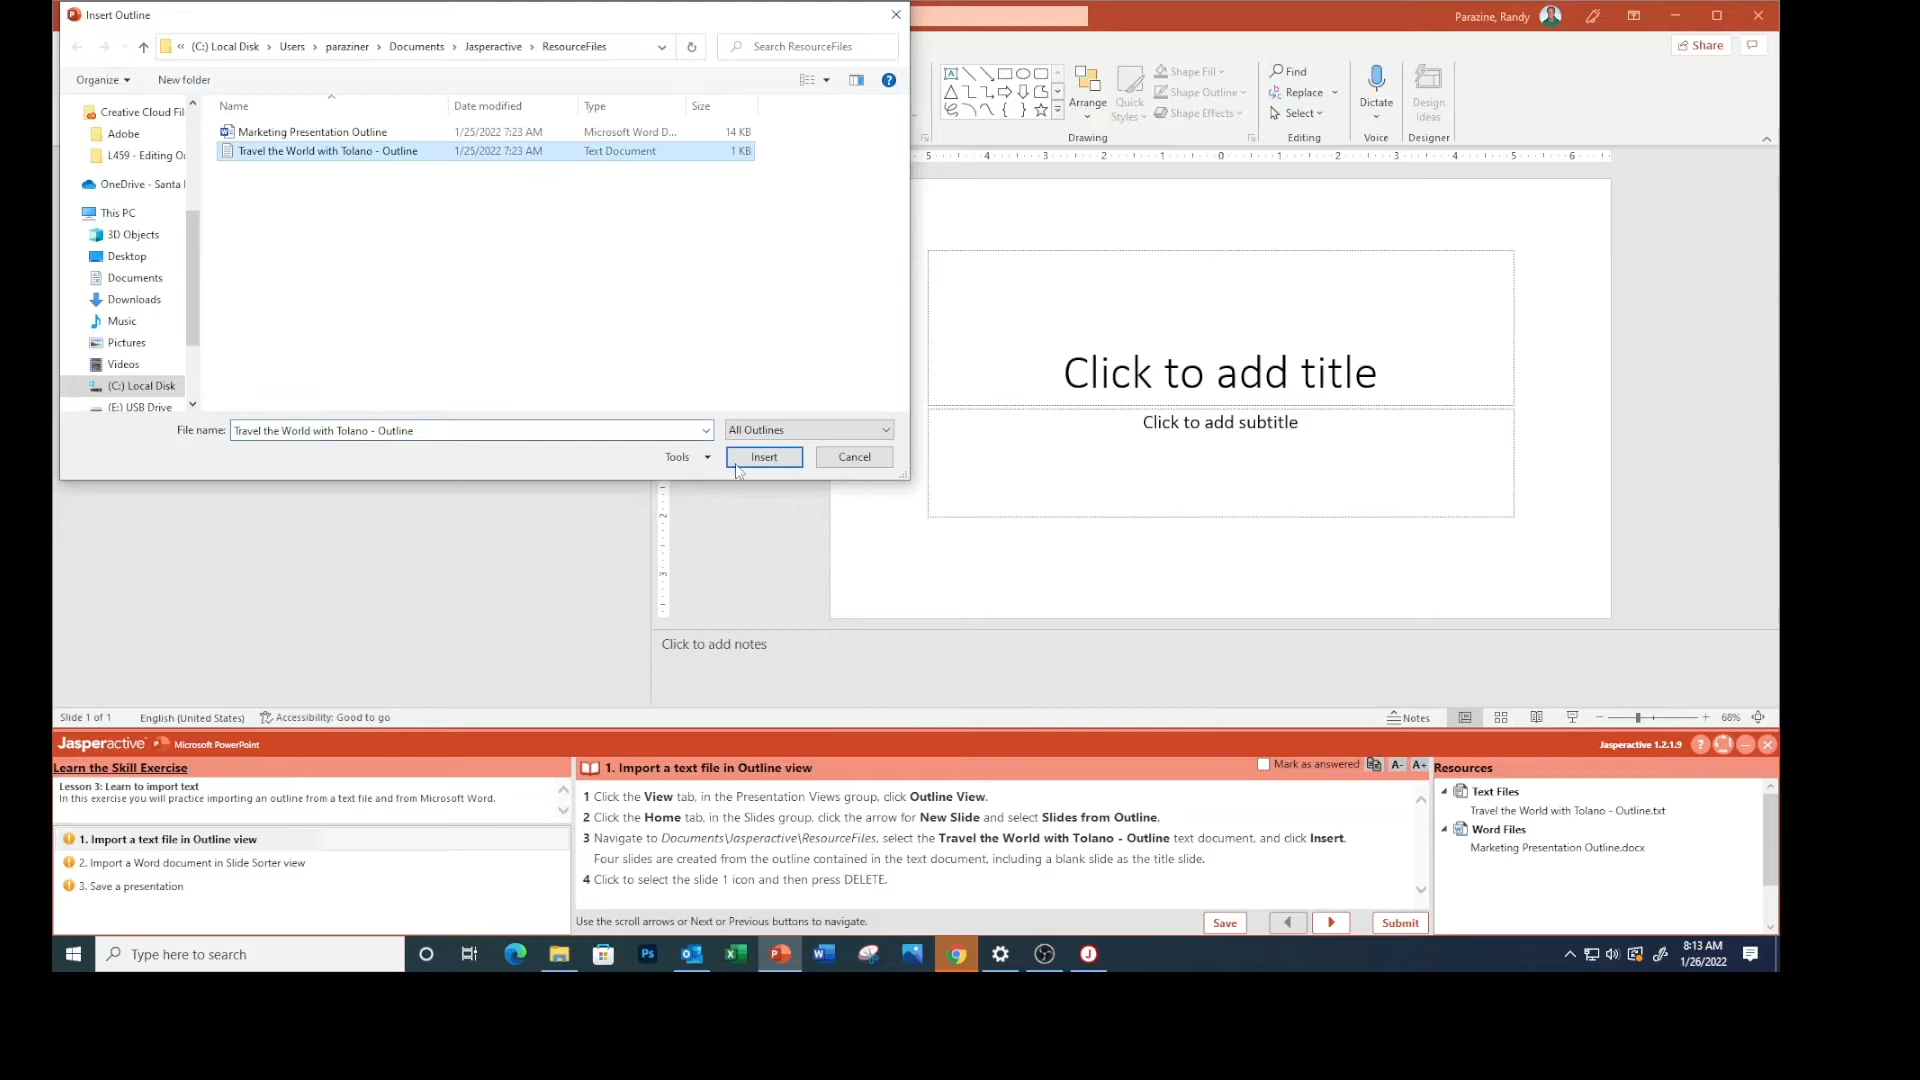 Insert Outline
Parazine, Randy
« (C:) Local Disk › Users › paraziner › Documents › Jasperactive › ResourceFiles
Search ResourceFiles
Share
Organize
New folder
Creative Cloud Fil
Adobe
L459 - Editing On
OneDrive - Santa
This PC
3D Objects
Desktop
Documents
Downloads
Music
Pictures
Videos
(C:) Local Disk
(E:) USB Drive
Name Date modified Type Size
Marketing Presentation Outline 1/25/2022 7:23 AM Microsoft Word D... 14 KB
Travel the World with Tolano - Outline 1/25/2022 7:23 AM Text Document 1 KB
File name: Travel the World with Tolano - Outline
All Outlines
Tools
Insert
Cancel
Arrange
Quick Styles
Shape Fill
Shape Outline
Shape Effects
Drawing
Find
Replace
Select
Editing
Dictate
Voice
Design Ideas
Designer
5 4 3 2 1 0 1 2 3 4 5 6
Click to add title
Click to add subtitle
2
3
Click to add notes
Slide 1 of 1
English (United States)
Accessibility: Good to go
Notes
68%
Jasperactive Microsoft PowerPoint
Jasperactive 1.2.1.9
Learn the Skill Exercise
Lesson 3: Learn to import text
In this exercise you will practice importing an outline from a text file and from Microsoft Word.
1. Import a text file in Outline view
2. Import a Word document in Slide Sorter view
3. Save a presentation
1. Import a text file in Outline view
Mark as answered
A- A+
1 Click the View tab, in the Presentation Views group, click Outline View.
2 Click the Home tab, in the Slides group, click the arrow for New Slide and select Slides from Outline.
3 Navigate to Documents\Jasperactive\ResourceFiles, select the Travel the World with Tolano - Outline text document, and click Insert.
Four slides are created from the outline contained in the text document, including a blank slide as the title slide.
4 Click to select the slide 1 icon and then press DELETE.
Use the scroll arrows or Next or Previous buttons to navigate.
Save
Submit
Resources
Text Files
Travel the World with Tolano - Outline.txt
Word Files
Marketing Presentation Outline.docx
Type here to search
Ps
8:13 AM
1/26/2022